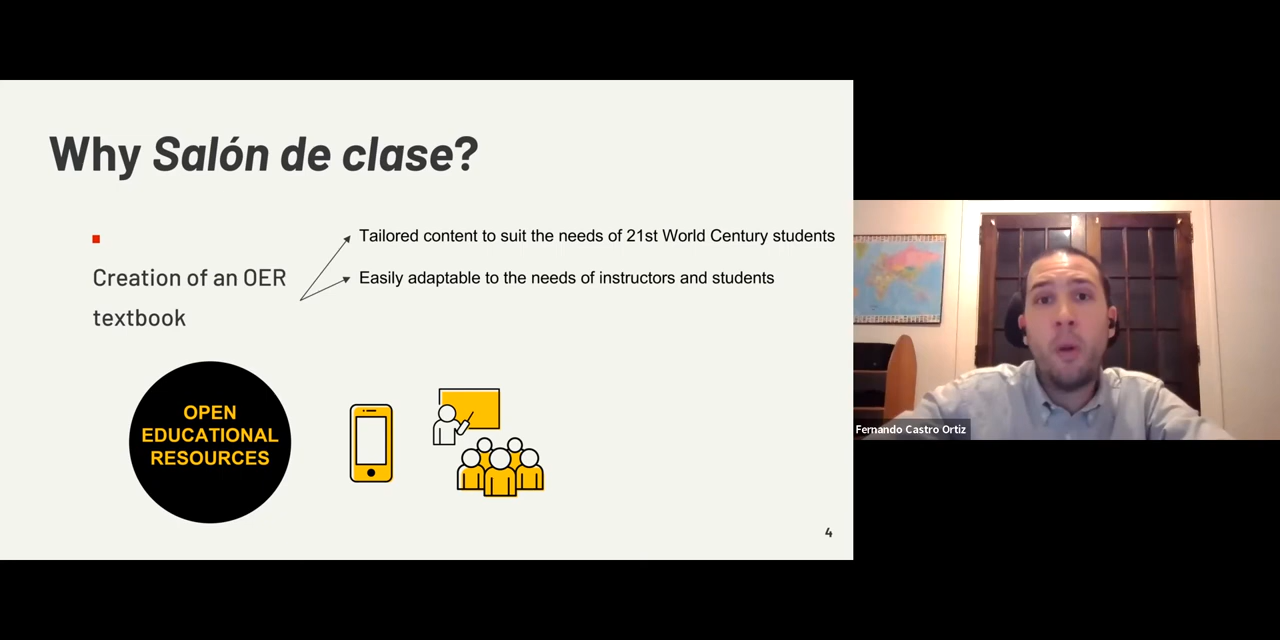 Why Salón de clase?
Creation of an OER
textbook
Tailored content to suit the needs of 21st World Century students
Easily adaptable to the needs of instructors and students
OPEN
EDUCATIONAL
RESOURCES
4
Fernando Castro Ortiz